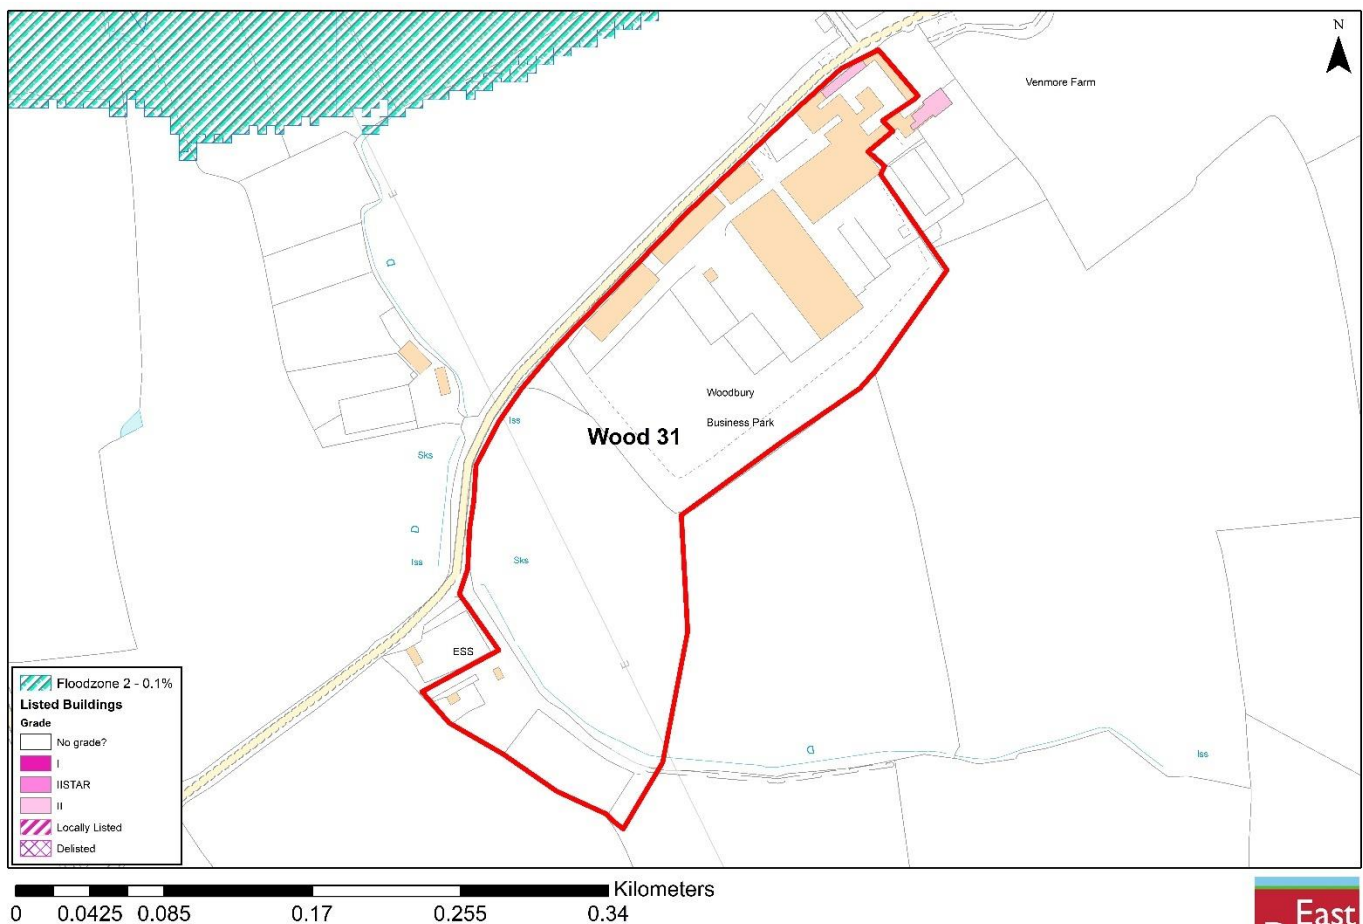 N
Venmore Farm
D
Woodbury
Business Park
Wood 31
Iss
Sks
D
Iss
Sks
ESS
D
Iss
Floodzone 2 - 0.1%
Listed Buildings
Grade
No grade?
I
IISTAR
II
Locally Listed
Delisted
Kilometers
0 0.0425 0.085 0.17 0.255 0.34
East